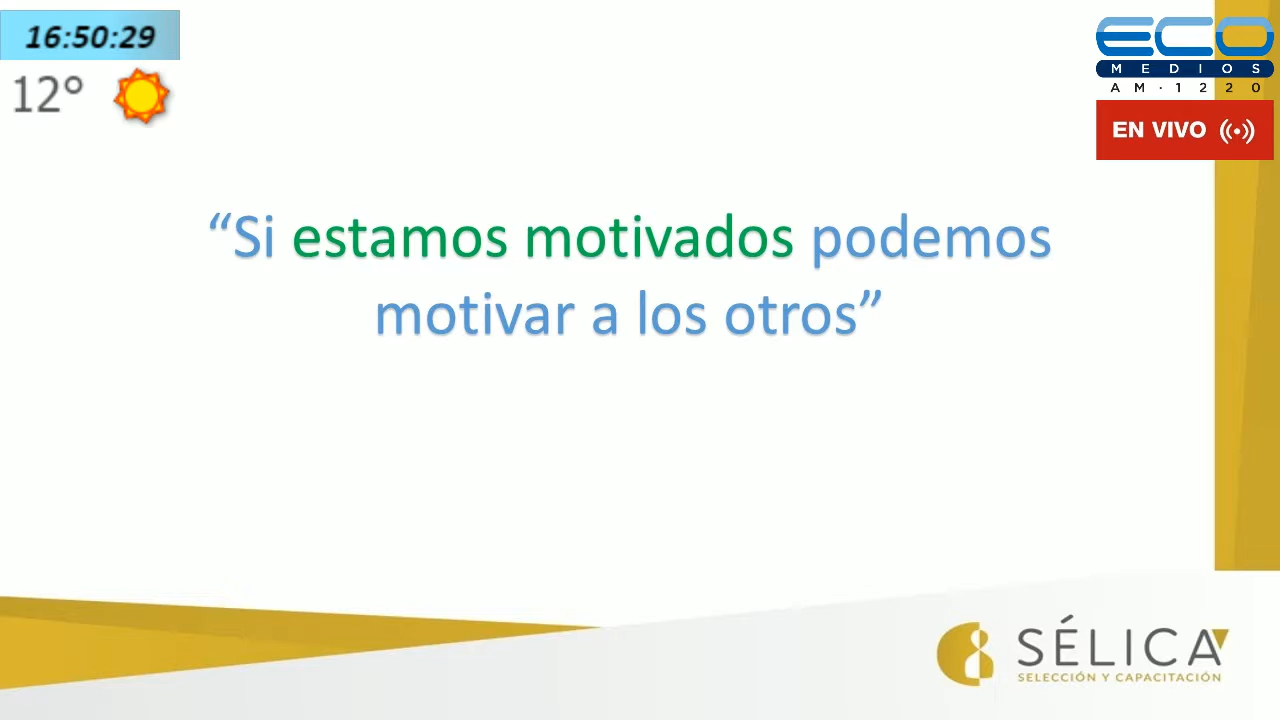 16:50:29
12°
ECO
MEDIOS
AM·1220
EN VIVO
“Si estamos motivados podemos
motivar a los otros”
SÉLICA
SELECCIÓN Y CAPACITACIÓN